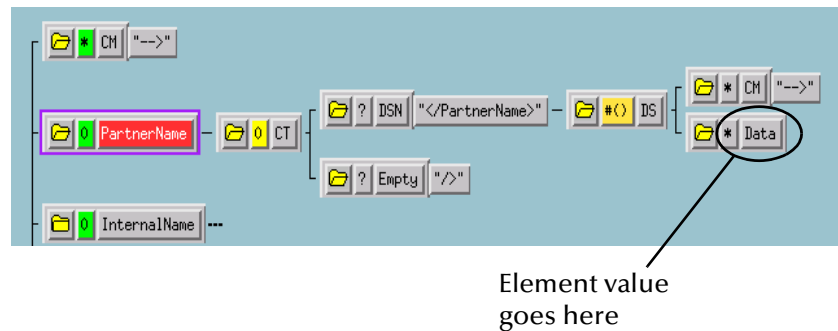 * CM "-->"
? DSN "</PartnerName>" #() DS * CM "-->"
0 PartnerName 0 CT * Data
? Empty "/>"
0 InternalName
Element value
goes here